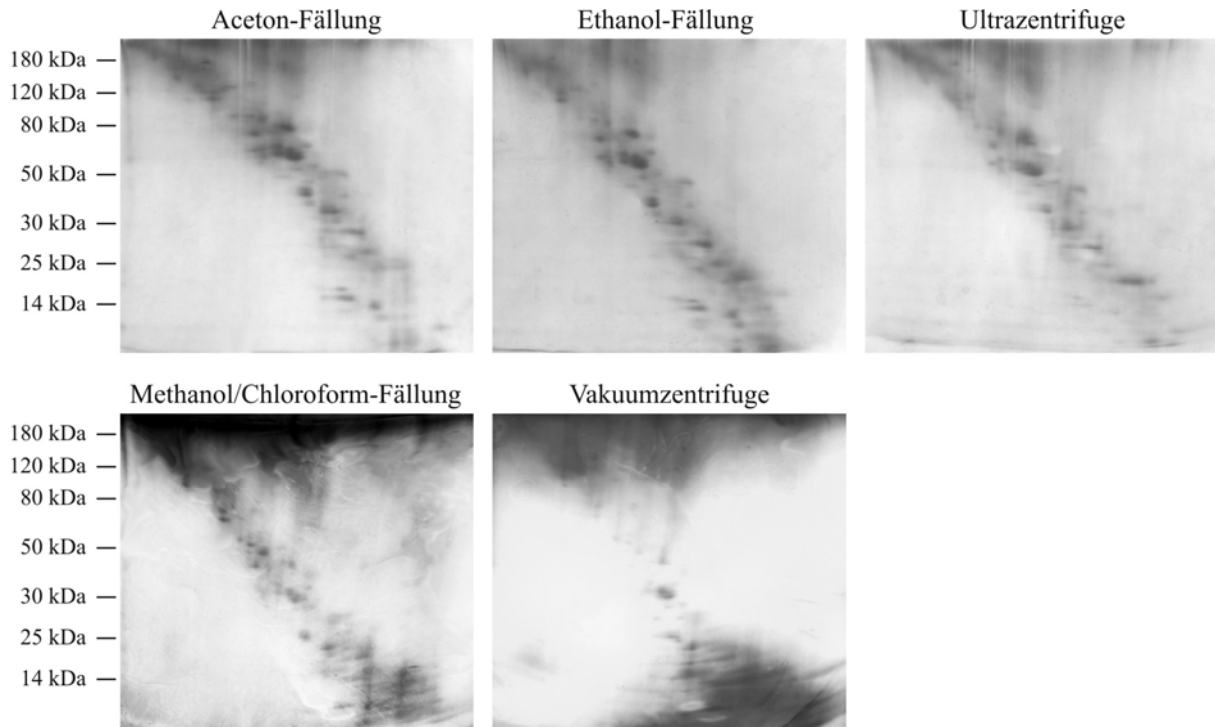 Aceton-Fällung
Ethanol-Fällung
Ultrazentrifuge
180 kDa
120 kDa
80 kDa
50 kDa
30 kDa
25 kDa
14 kDa
Methanol/Chloroform-Fällung
Vakuumzentrifuge
180 kDa
120 kDa
80 kDa
50 kDa
30 kDa
25 kDa
14 kDa